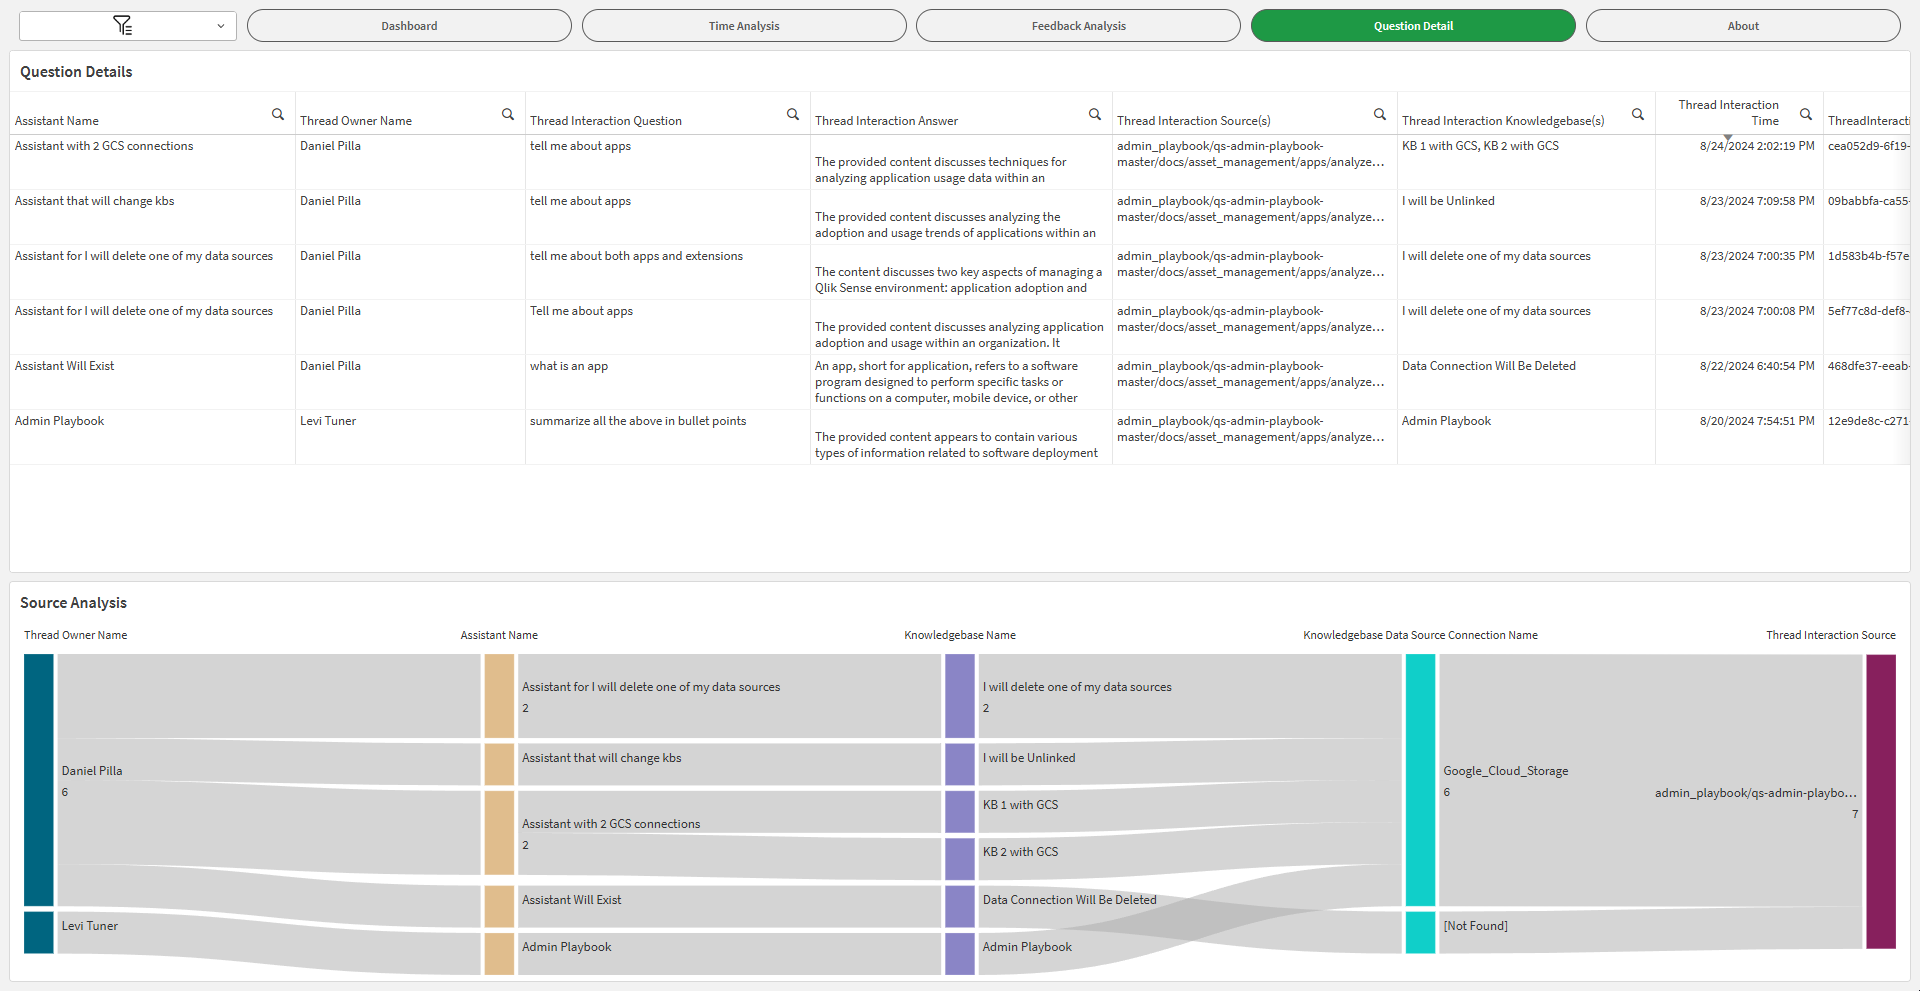 Dashboard
Time Analysis
Feedback Analysis
Question Detail
About
Question Details
Assistant Name
Thread Owner Name
Thread Interaction Question
Thread Interaction Answer
Thread Interaction Source(s)
Thread Interaction Knowledgebase(s)
Thread Interaction
Time
ThreadInteracti
Assistant with 2 GCS connections
Daniel Pilla
tell me about apps
The provided content discusses techniques for
analyzing application usage data within an
admin_playbook/qs-admin-playbook-
master/docs/asset_management/apps/analyze...
KB 1 with GCS, KB 2 with GCS
8/24/2024 2:02:19 PM
cea052d9-6f19-
Assistant that will change kbs
Daniel Pilla
tell me about apps
The provided content discusses analyzing the
adoption and usage trends of applications within an
admin_playbook/qs-admin-playbook-
master/docs/asset_management/apps/analyze...
I will be Unlinked
8/23/2024 7:09:58 PM
09babbfa-ca55-
Assistant for I will delete one of my data sources
Daniel Pilla
tell me about both apps and extensions
The content discusses two key aspects of managing a
Qlik Sense environment: application adoption and
admin_playbook/qs-admin-playbook-
master/docs/asset_management/apps/analyze...
I will delete one of my data sources
8/23/2024 7:00:35 PM
1d583b4b-f57e
Assistant for I will delete one of my data sources
Daniel Pilla
Tell me about apps
The provided content discusses analyzing application
adoption and usage within an organization. It
admin_playbook/qs-admin-playbook-
master/docs/asset_management/apps/analyze...
I will delete one of my data sources
8/23/2024 7:00:08 PM
5ef77c8d-def8-
Assistant Will Exist
Daniel Pilla
what is an app
An app, short for application, refers to a software
program designed to perform specific tasks or
functions on a computer, mobile device, or other
admin_playbook/qs-admin-playbook-
master/docs/asset_management/apps/analyze...
Data Connection Will Be Deleted
8/22/2024 6:40:54 PM
468dfe37-eeab-
Admin Playbook
Levi Tuner
summarize all the above in bullet points
The provided content appears to contain various
types of information related to software deployment
admin_playbook/qs-admin-playbook-
master/docs/asset_management/apps/analyze...
Admin Playbook
8/20/2024 7:54:51 PM
12e9de8c-c271-
Source Analysis
Thread Owner Name
Assistant Name
Knowledgebase Name
Knowledgebase Data Source Connection Name
Thread Interaction Source
Daniel Pilla
6
Levi Tuner
Assistant for I will delete one of my data sources
2
Assistant that will change kbs
Assistant with 2 GCS connections
2
Assistant Will Exist
Admin Playbook
I will delete one of my data sources
2
I will be Unlinked
KB 1 with GCS
KB 2 with GCS
Data Connection Will Be Deleted
Admin Playbook
Google_Cloud_Storage
6
[Not Found]
admin_playbook/qs-admin-playbo...
7